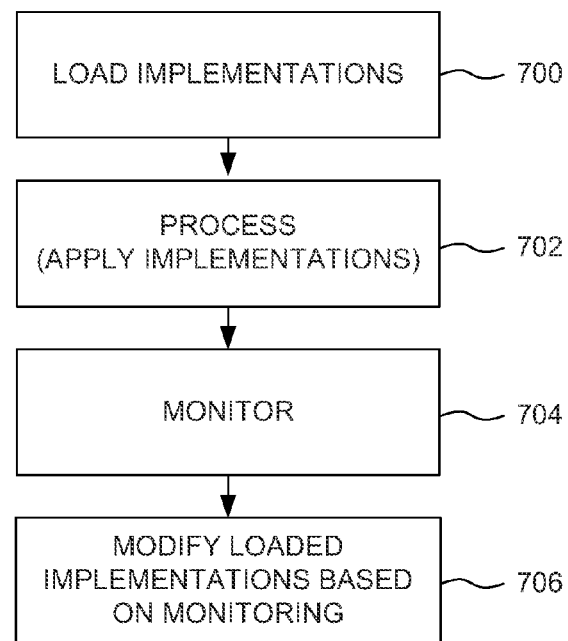 LOAD IMPLEMENTATIONS
700
PROCESS
(APPLY IMPLEMENTATIONS)
702
MONITOR
704
MODIFY LOADED
IMPLEMENTATIONS BASED
ON MONITORING
706